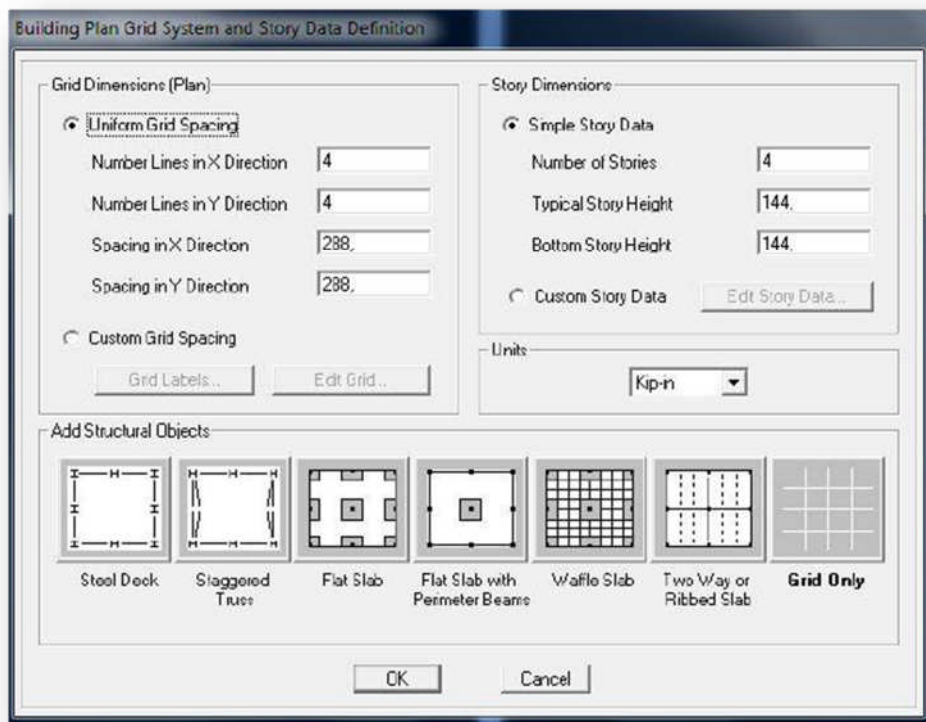 Building Plan Grid System and Story Data Definition
Grid Dimensions (Plan)
Uniform Grid Spacing
Number Lines in X Direction 4
Number Lines in Y Direction 4
Spacing in X Direction 288.
Spacing in Y Direction 288.
Custom Grid Spacing
Grid Labels... Edit Grid...
Story Dimensions
Simple Story Data
Number of Stories 4
Typical Story Height 144.
Bottom Story Height 144.
Custom Story Data Edit Story Data...
Units
Kip-in
Add Structural Objects
Steel Deck
Staggered
Truss
Flat Slab
Flat Slab with
Perimeter Beams
Waffle Slab
Two Way or
Ribbed Slab
Grid Only
OK Cancel